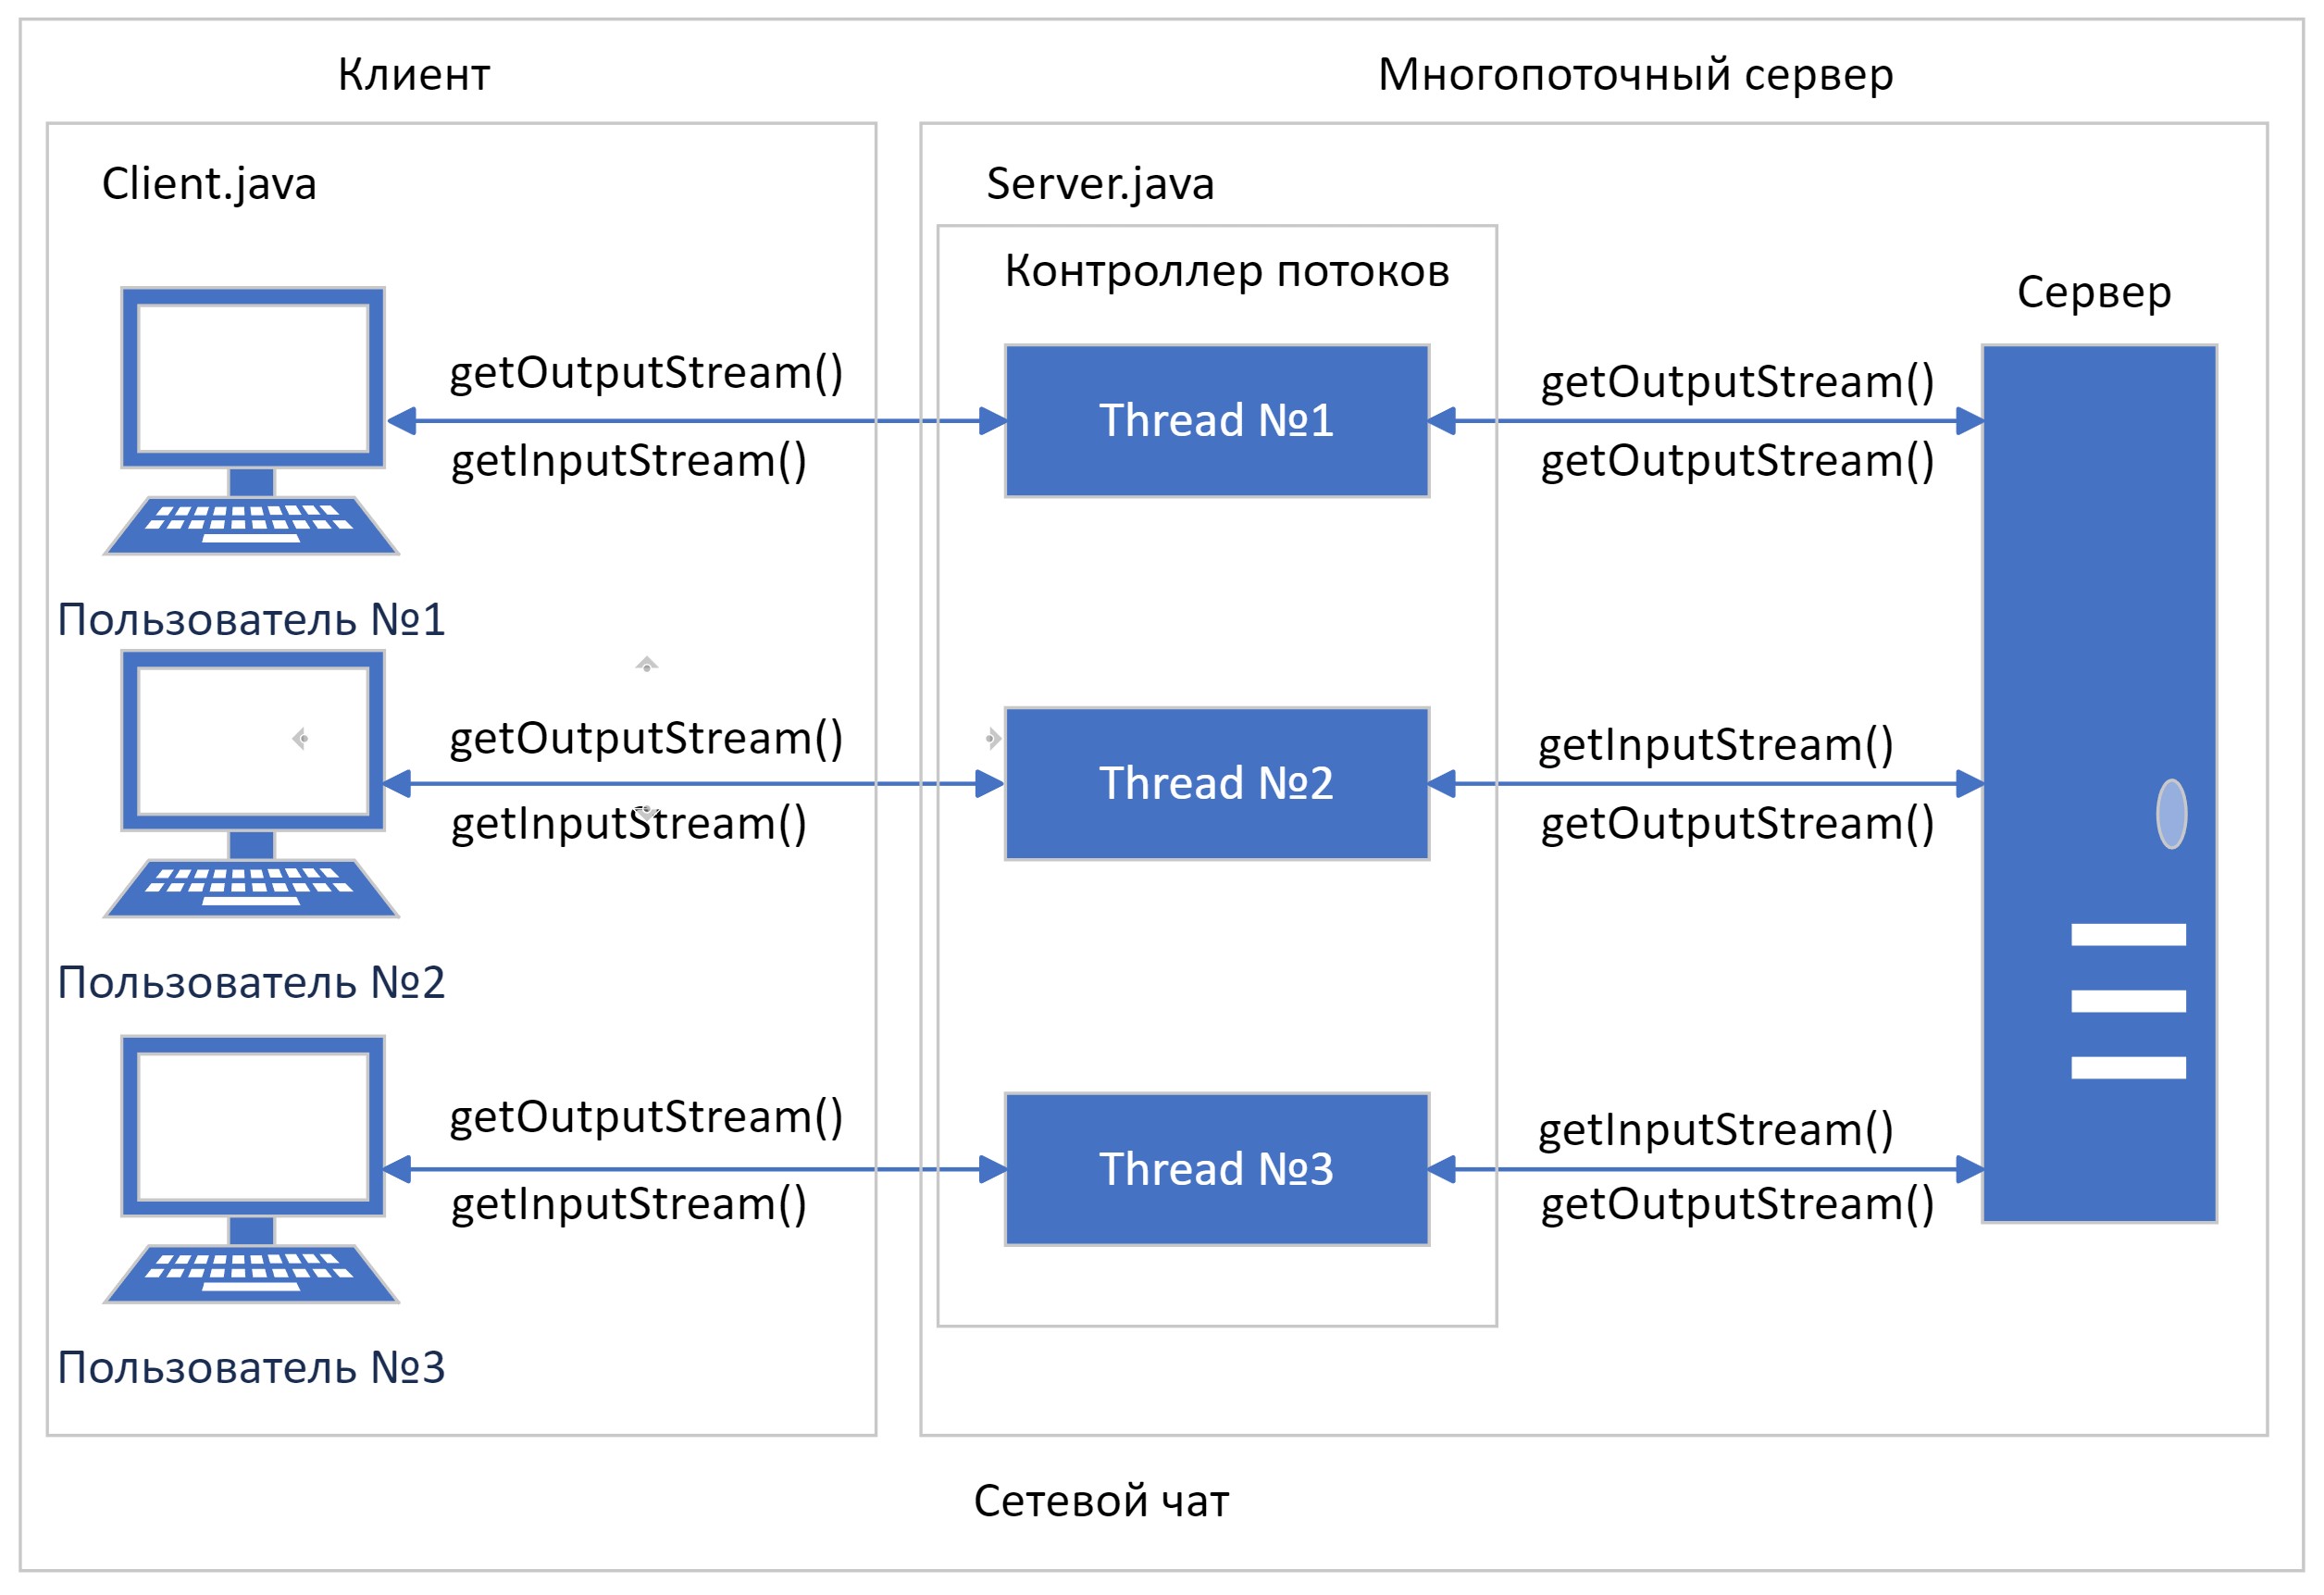 Клиент
Многопоточный сервер
Client.java
Server.java
Контроллер потоков
Сервер
getOutputStream()
Thread №1
getOutputStream()
getInputStream()
getOutputStream()
Пользователь №1
getOutputStream()
Thread №2
getInputStream()
getInputStream()
getOutputStream()
Пользователь №2
getOutputStream()
Thread №3
getInputStream()
getInputStream()
getOutputStream()
Пользователь №3
Сетевой чат